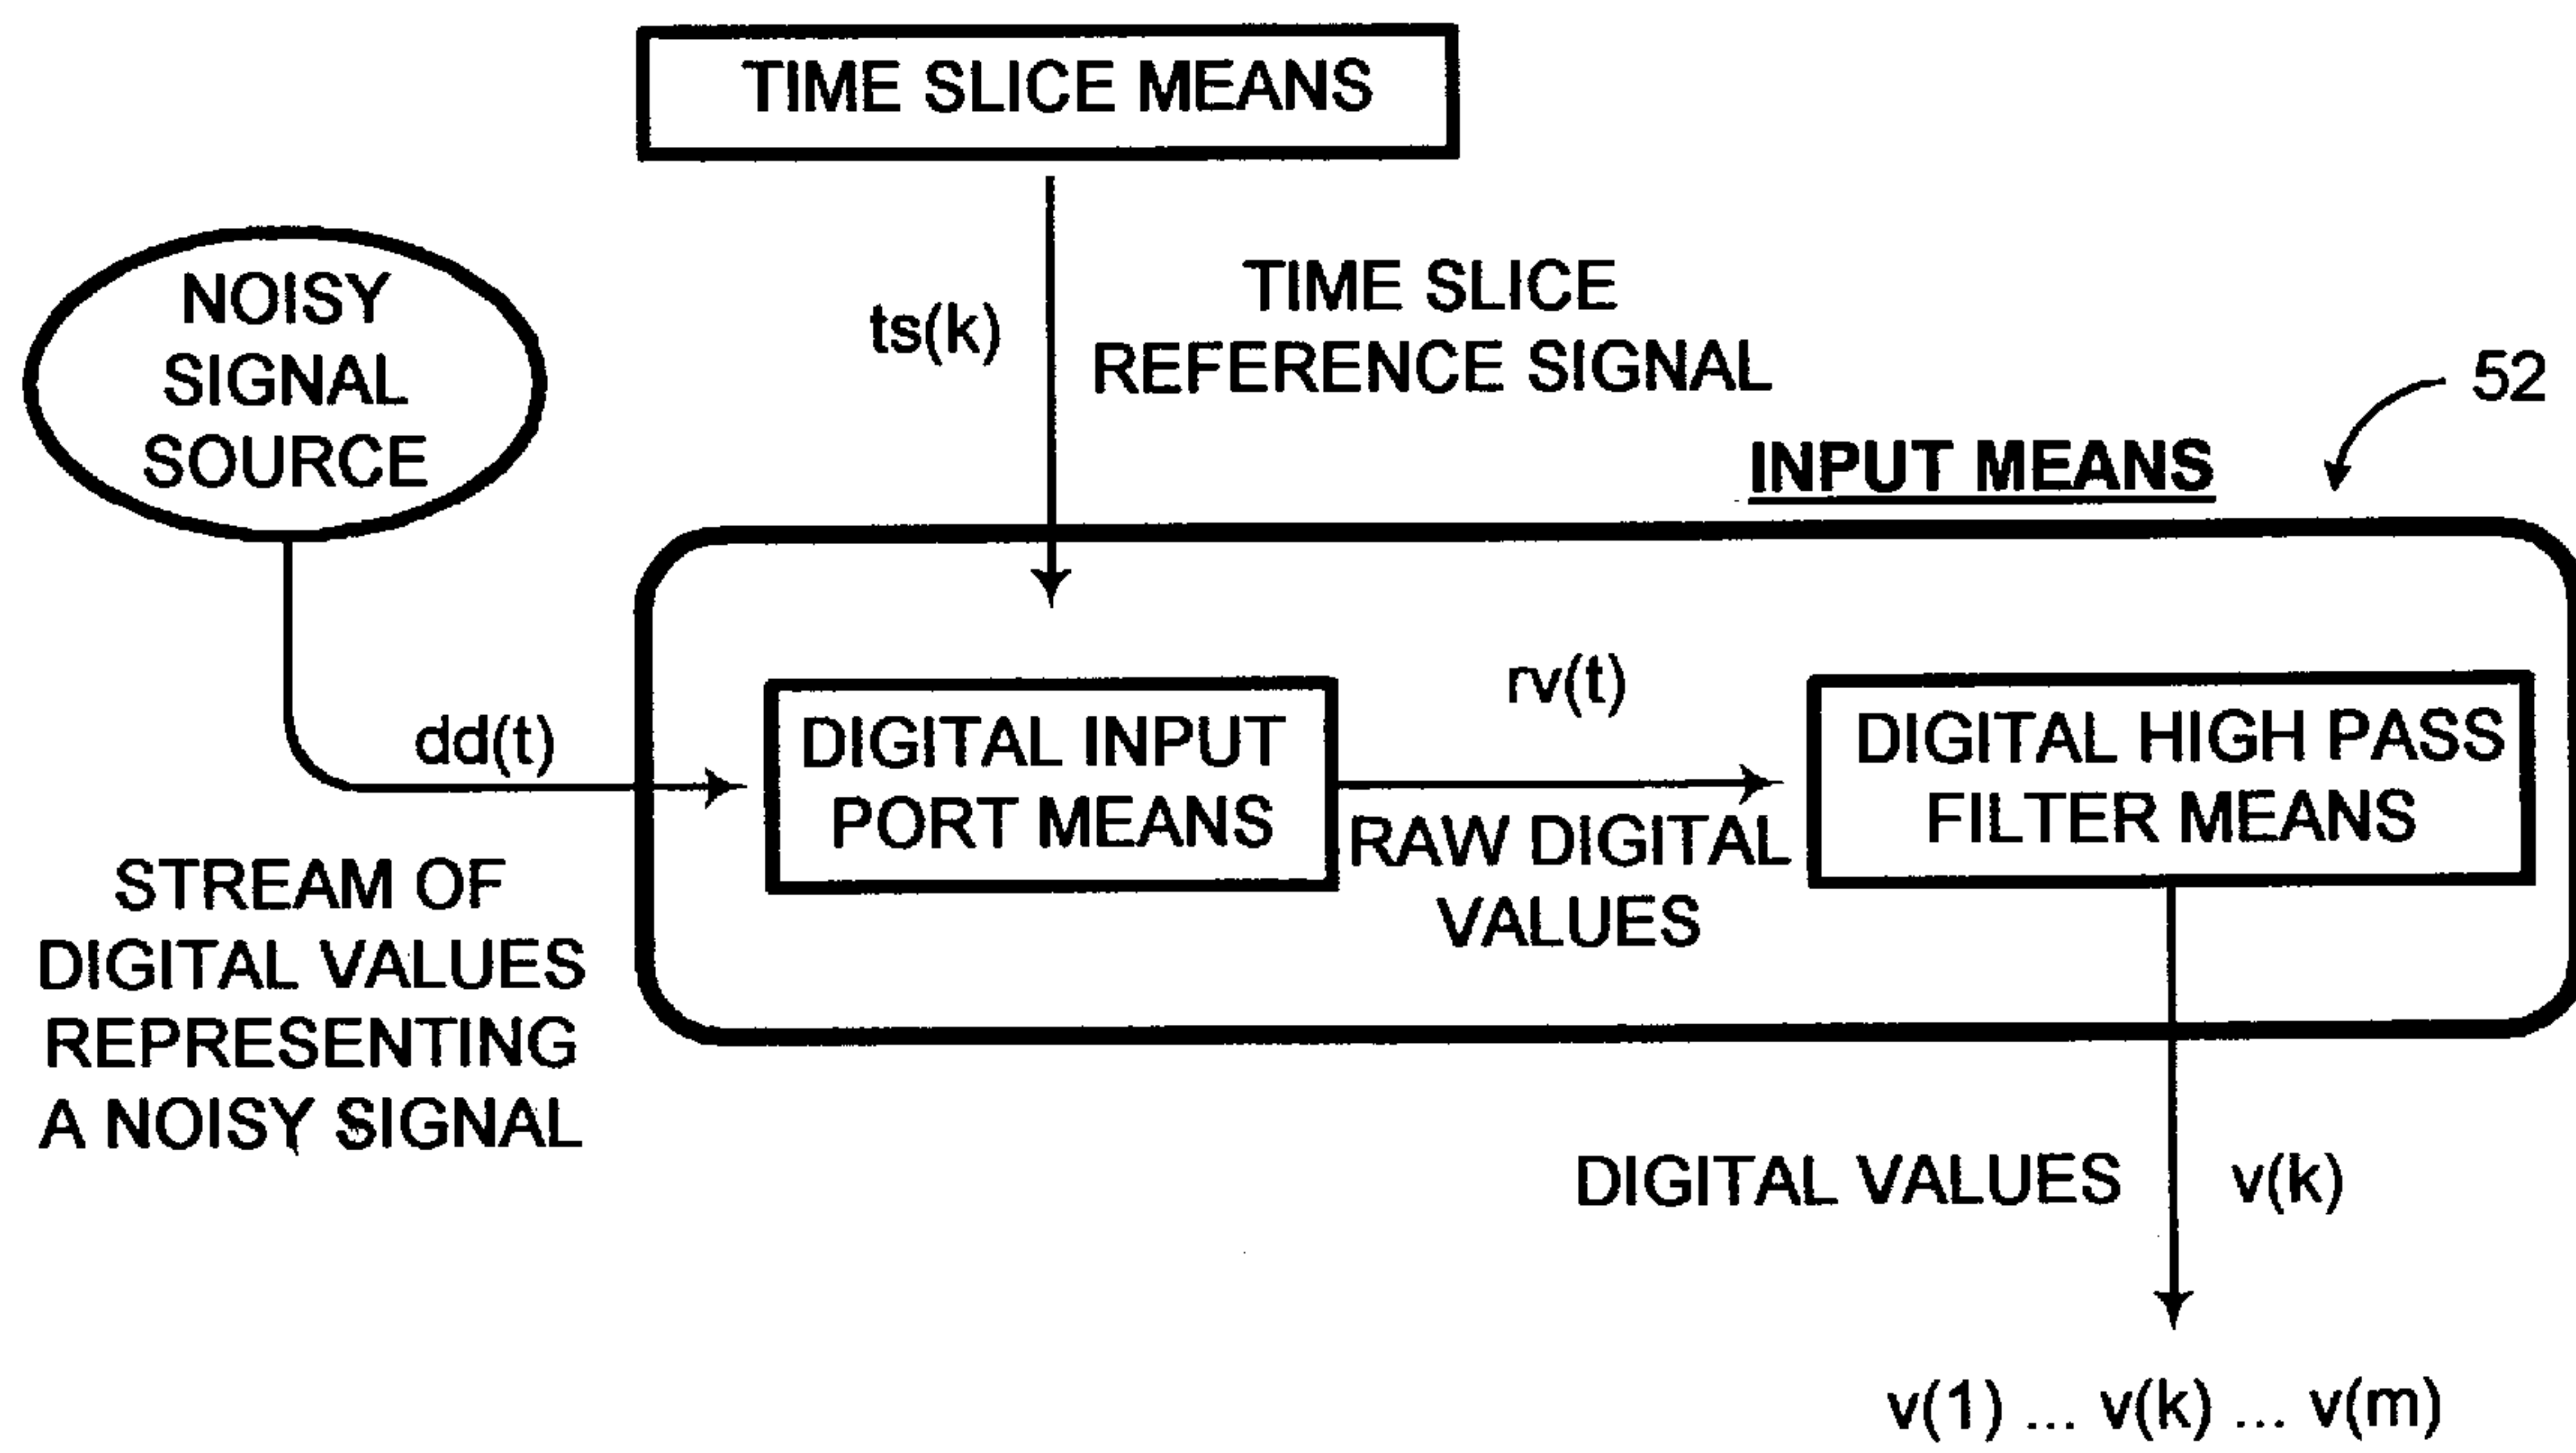 TIME SLICE MEANS
NOISY
SIGNAL
SOURCE
ts(k)
TIME SLICE
REFERENCE SIGNAL
52
INPUT MEANS
dd(t)
STREAM OF
DIGITAL VALUES
REPRESENTING
A NOISY SIGNAL
DIGITAL INPUT
PORT MEANS
rv(t)
RAW DIGITAL
VALUES
DIGITAL HIGH PASS
FILTER MEANS
DIGITAL VALUES
v(k)
v(1) ... v(k) ... v(m)